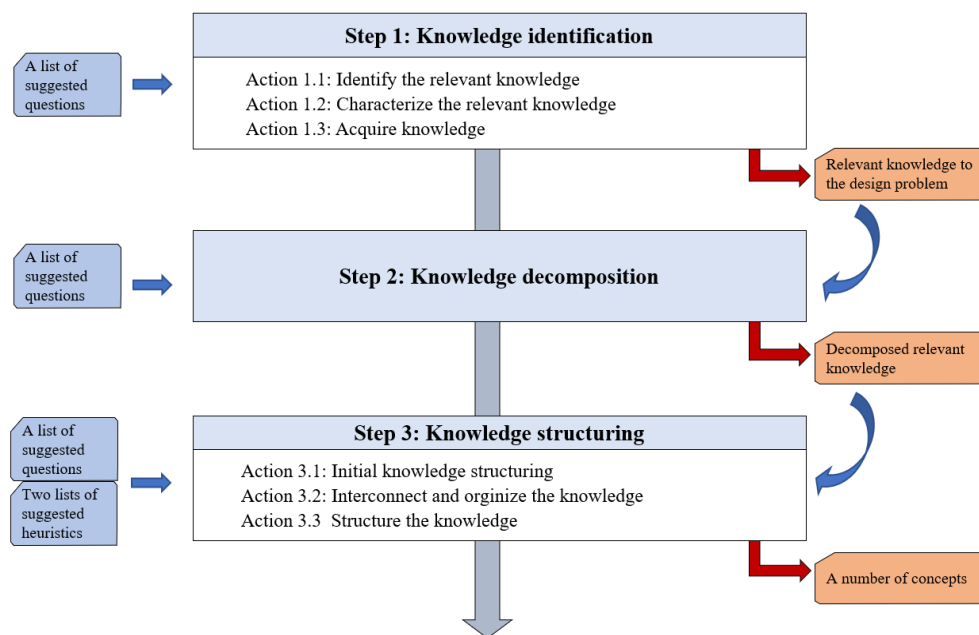 Step 1: Knowledge identification
A list of
suggested
questions
Action 1.1: Identify the relevant knowledge
Action 1.2: Characterize the relevant knowledge
Action 1.3: Acquire knowledge
Relevant knowledge to
the design problem
A list of
suggested
questions
Step 2: Knowledge decomposition
Decomposed relevant
knowledge
A list of
suggested
questions
Two lists of
suggested
heuristics
Step 3: Knowledge structuring
Action 3.1: Initial knowledge structuring
Action 3.2: Interconnect and orginize the knowledge
Action 3.3  Structure the knowledge
A number of concepts